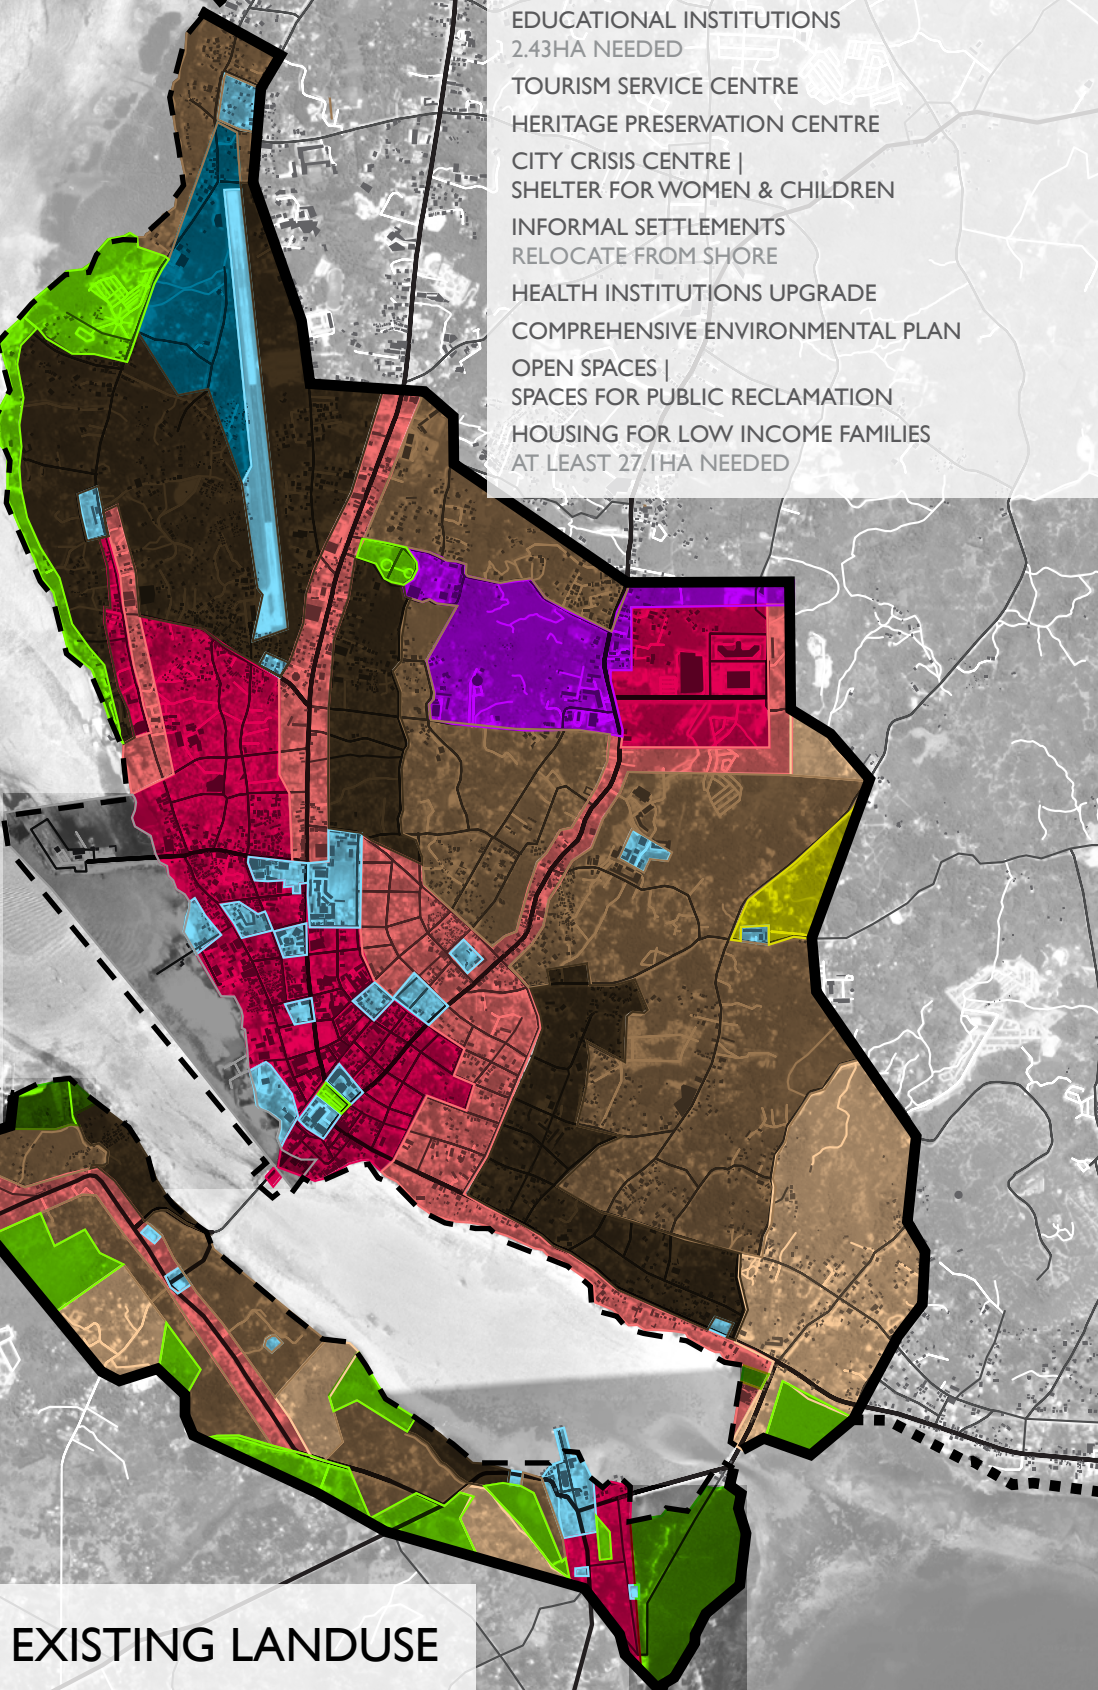 EDUCATIONAL INSTITUTIONS
2.43HA NEEDED
TOURISM SERVICE CENTRE
HERITAGE PRESERVATION CENTRE
CITY CRISIS CENTRE |
SHELTER FOR WOMEN & CHILDREN
INFORMAL SETTLEMENTS
RELOCATE FROM SHORE
HEALTH INSTITUTIONS UPGRADE
COMPREHENSIVE ENVIRONMENTAL PLAN
OPEN SPACES |
SPACES FOR PUBLIC RECLAMATION
HOUSING FOR LOW INCOME FAMILIES
AT LEAST 27.1HA NEEDED
EXISTING LANDUSE